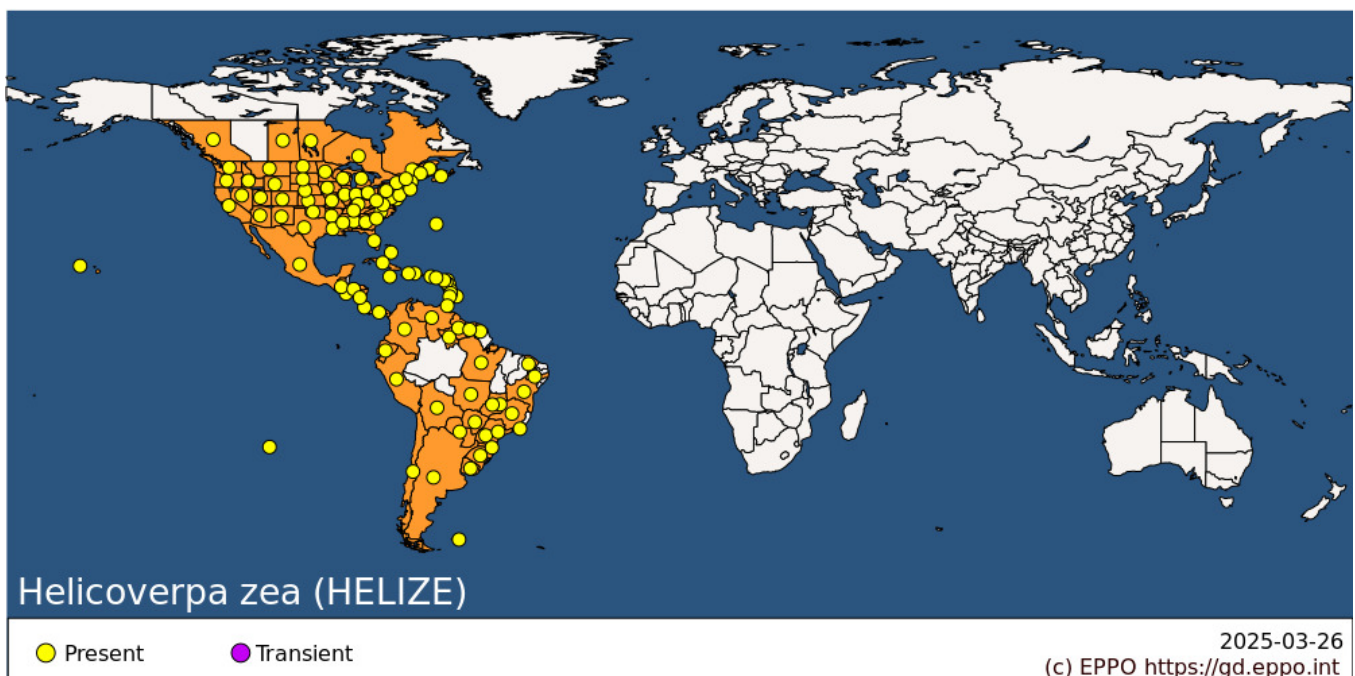 Helicoverpa zea (HELIZE)
Present
Transient
2025-03-26
(c) EPPO https://gd.eppo.int